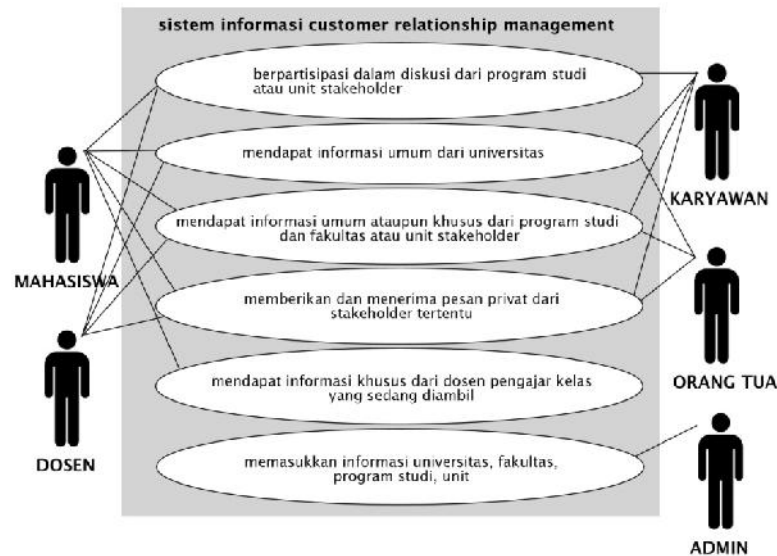 sistem informasi customer relationship management
berpartisipasi dalam diskusi dari program studi
atau unit stakeholder
mendapat informasi umum dari universitas
mendapat informasi umum ataupun khusus dari program studi
dan fakultas atau unit stakeholder
memberikan dan menerima pesan privat dari
stakeholder tertentu
mendapat informasi khusus dari dosen pengajar kelas
yang sedang diambil
memasukkan informasi universitas, fakultas,
program studi, unit
MAHASISWA
DOSEN
KARYAWAN
ORANG TUA
ADMIN